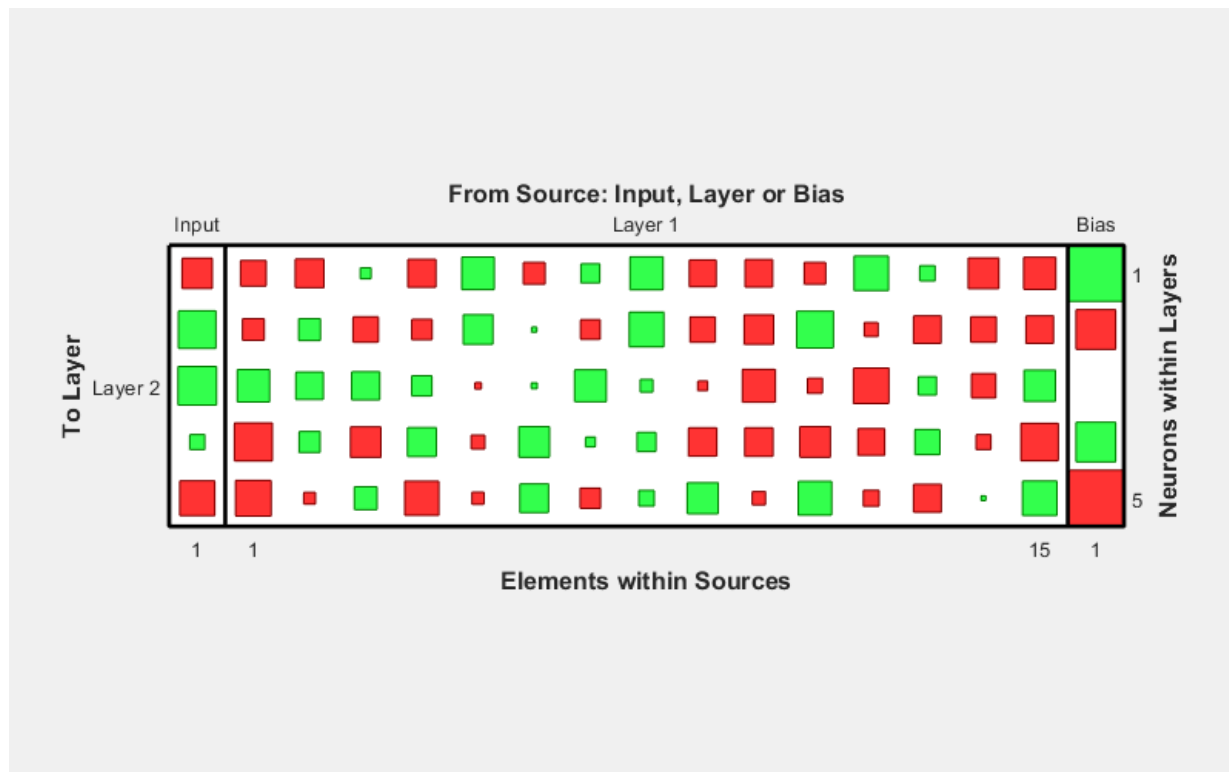 From Source: Input, Layer or Bias
Input Layer 1 Bias
1
To Layer
Layer 2
Neurons within Layers
5
1 1 15 1
Elements within Sources